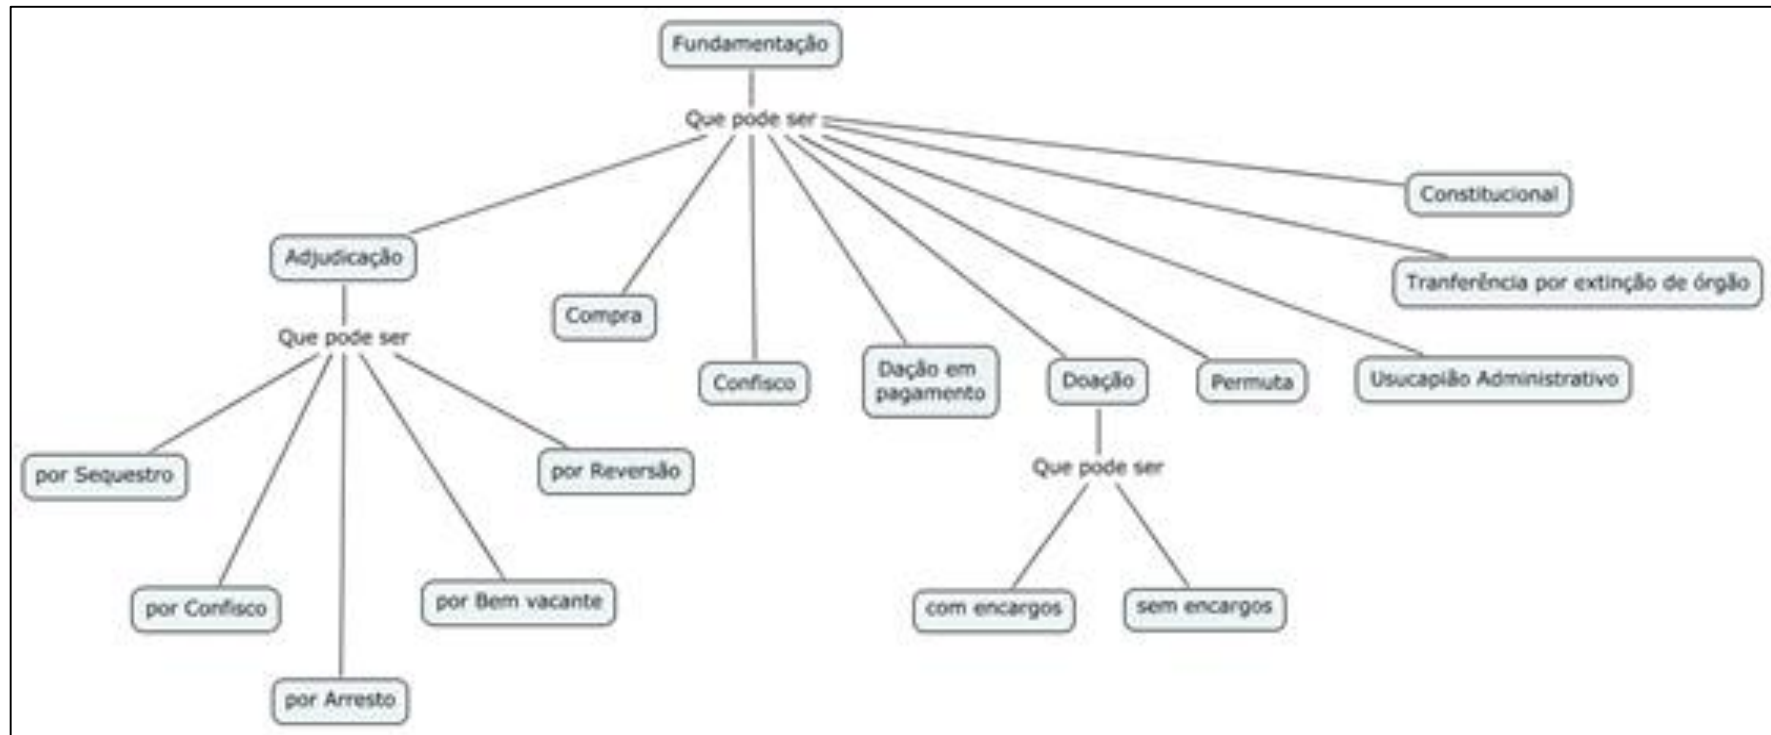 Fundamentação
Que pode ser
Constitucional
Adjudicação
Tranferência por extinção de órgão
Compra
Que pode ser
Confisco
Dação em
pagamento
Doação
Permuta
Usucapião Administrativo
por Sequestro
por Reversão
Que pode ser
por Confisco
por Bem vacante
com encargos
sem encargos
por Arresto